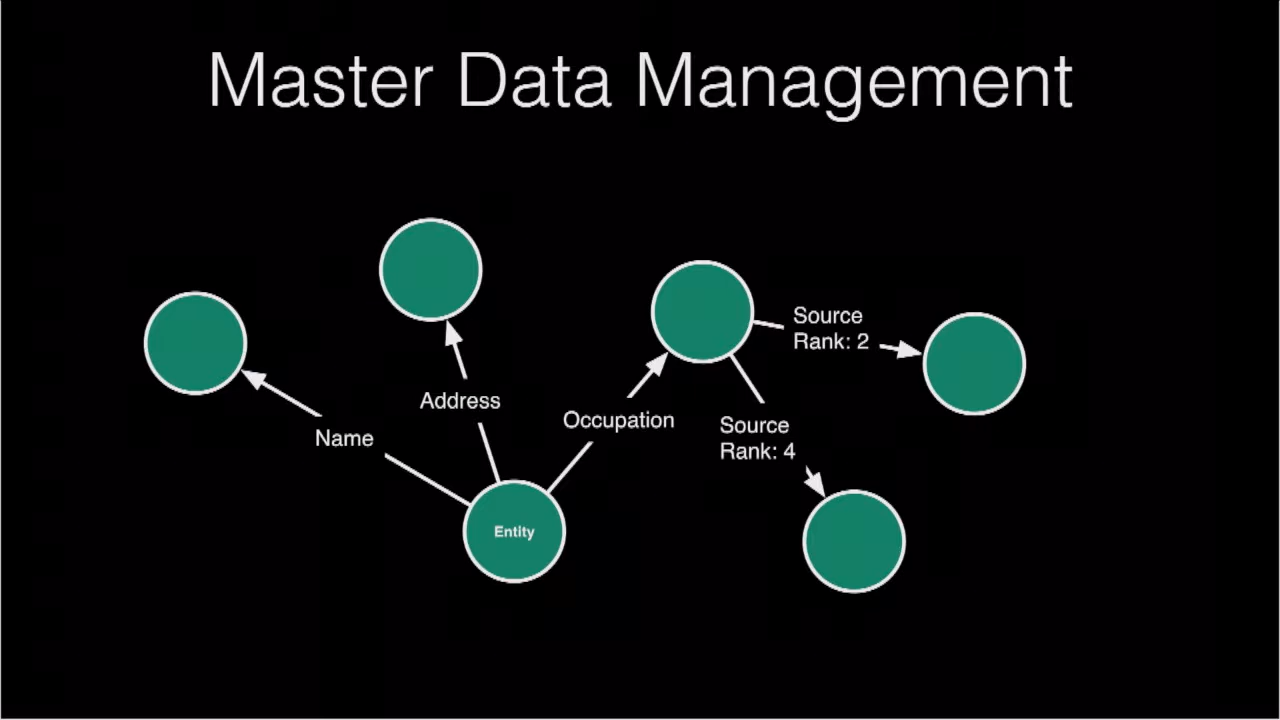 Master Data Management
Source
Rank: 2
Address
Occupation
Source
Rank: 4
Name
Entity